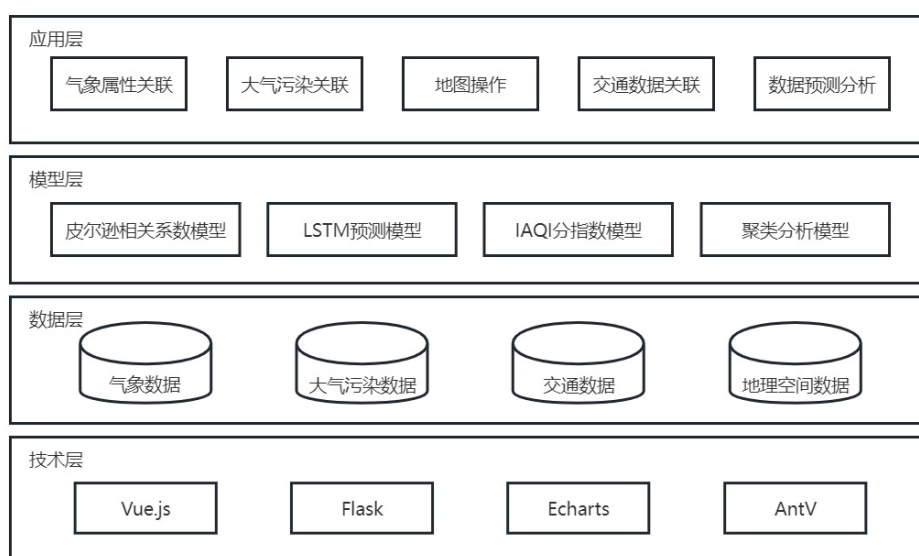 应用层
气象属性关联
大气污染关联
地图操作
交通数据关联
数据预测分析
模型层
皮尔逊相关系数模型
LSTM预测模型
IAQI分指数模型
聚类分析模型
数据层
气象数据
大气污染数据
交通数据
地理空间数据
技术层
Vue.js
Flask
Echarts
AntV